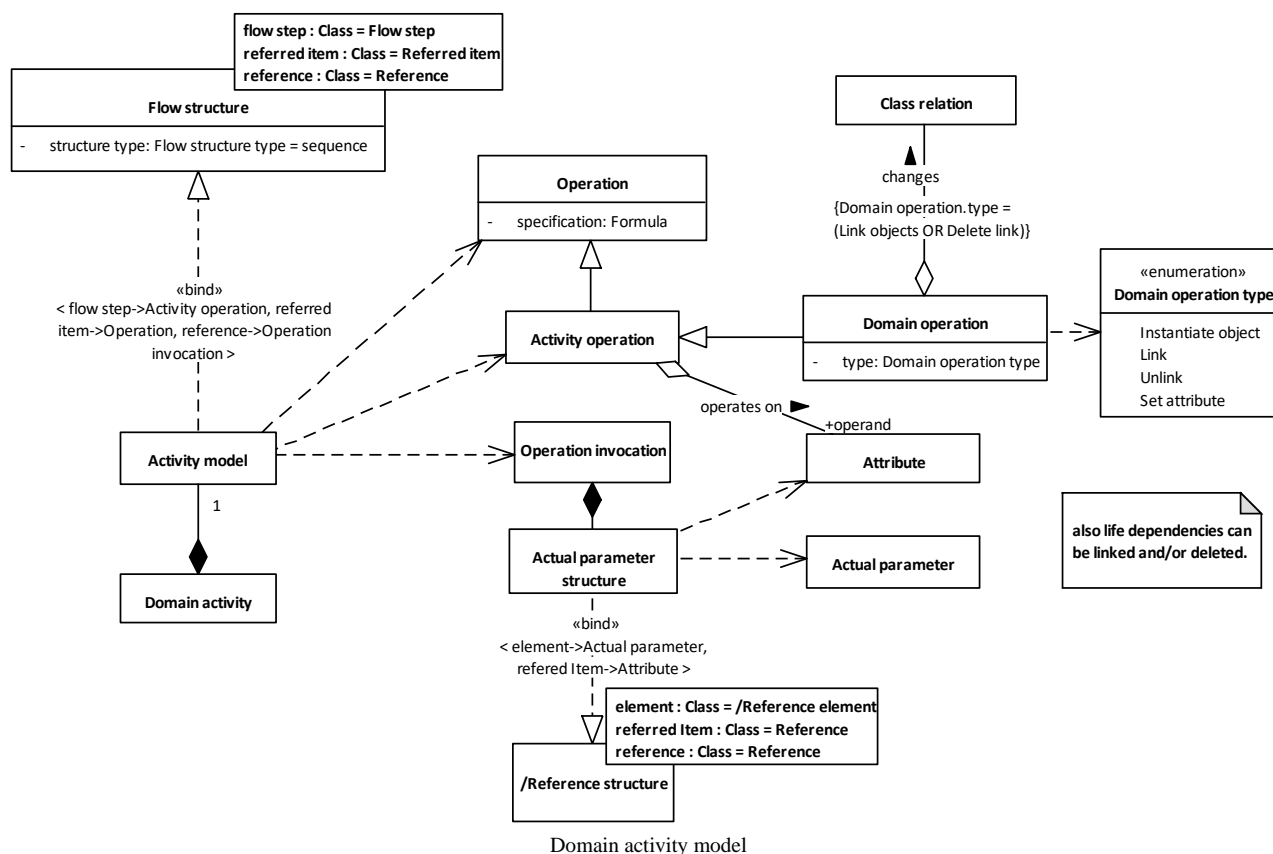 flow step : Class = Flow step
referred item : Class = Referred item
reference : Class = Reference
Flow structure
- structure type: Flow structure type = sequence
Class relation
changes
{Domain operation.type =
(Link objects OR Delete link)}
Operation
- specification: Formula
«enumeration»
Domain operation type
Instantiate object
Link
Unlink
Set attribute
«bind»
< flow step->Activity operation, referred
item->Operation, reference->Operation
invocation >
Activity operation
Domain operation
- type: Domain operation type
operates on
+operand
Activity model
1
Operation invocation
Attribute
also life dependencies can
be linked and/or deleted.
Actual parameter
structure
Actual parameter
Domain activity
«bind»
< element->Actual parameter,
refered Item->Attribute >
element : Class = /Reference element
referred Item : Class = Reference
reference : Class = Reference
/Reference structure
Domain activity model